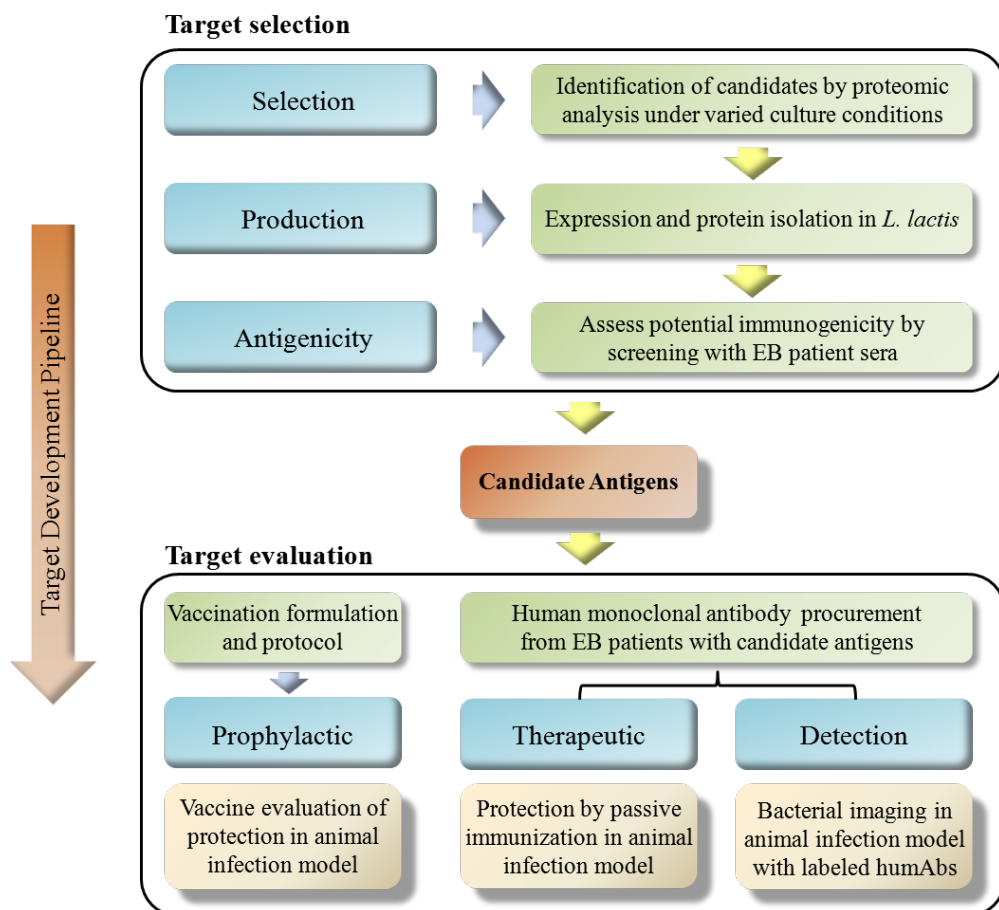 Target selection
Selection
Identification of candidates by proteomic
analysis under varied culture conditions
Production
Expression and protein isolation in L. lactis
Antigenicity
Assess potential immunogenicity by
screening with EB patient sera
Target Development Pipeline
Candidate Antigens
Target evaluation
Vaccination formulation
and protocol
Human monoclonal antibody procurement
from EB patients with candidate antigens
Prophylactic
Therapeutic
Detection
Vaccine evaluation of
protection in animal
infection model
Protection by passive
immunization in animal
infection model
Bacterial imaging in
animal infection model
with labeled humAbs